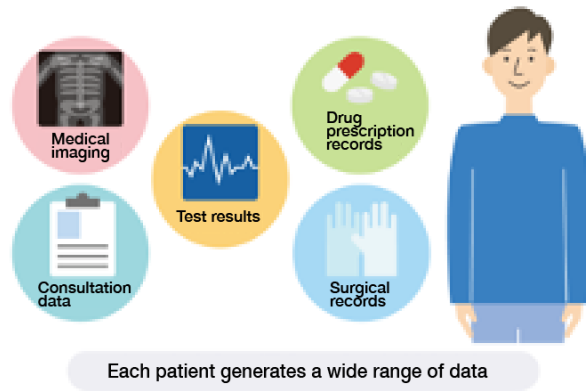 Medical
imaging
Drug
prescription
records
Test results
Consultation
data
Surgical
records
Each patient generates a wide range of data